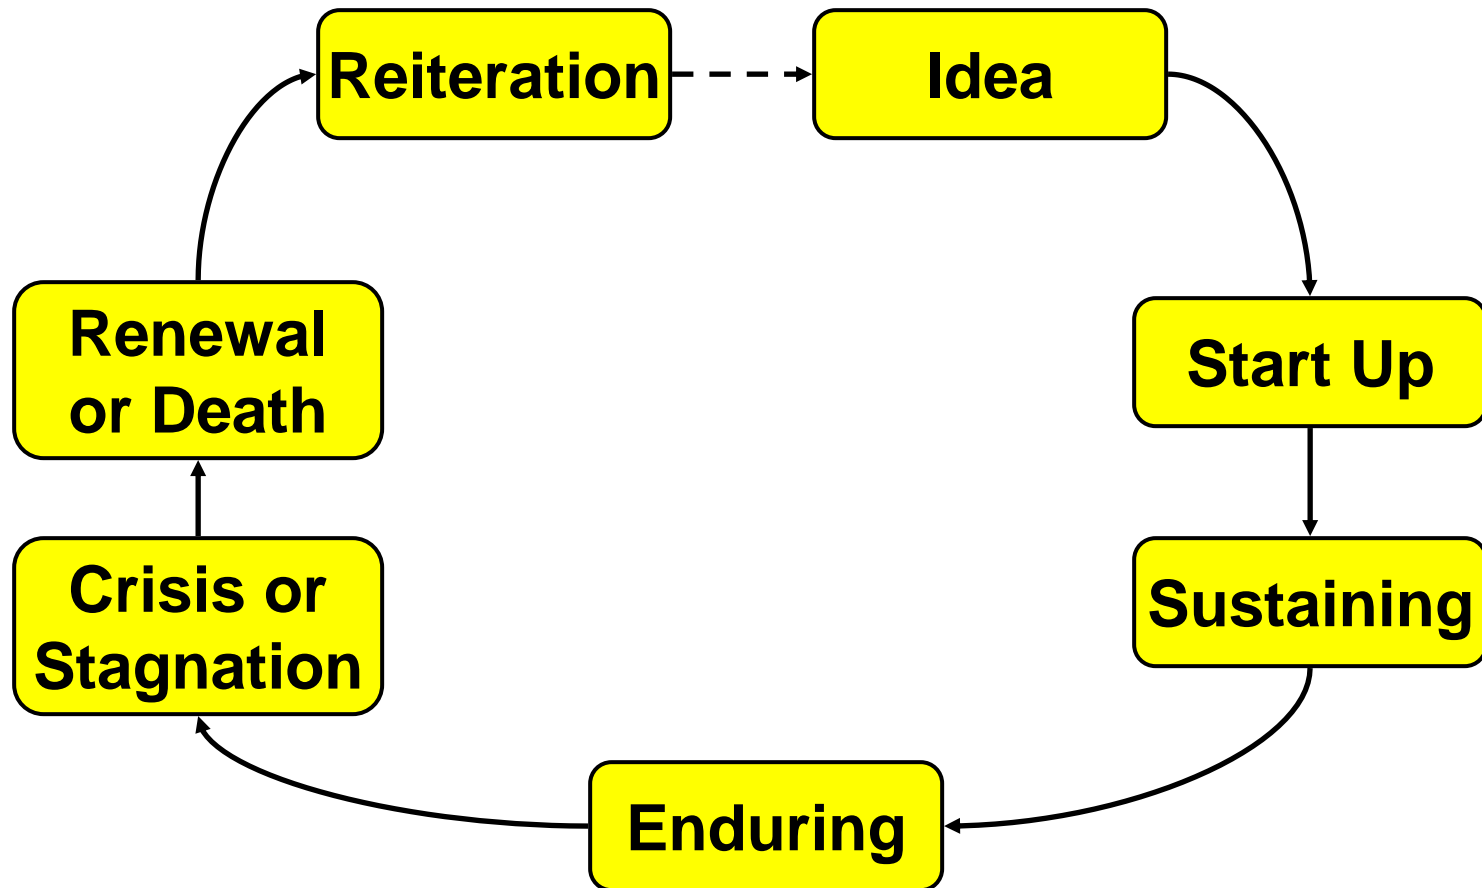 Reiteration
Idea
Renewal
or Death
Start Up
Crisis or
Stagnation
Sustaining
Enduring